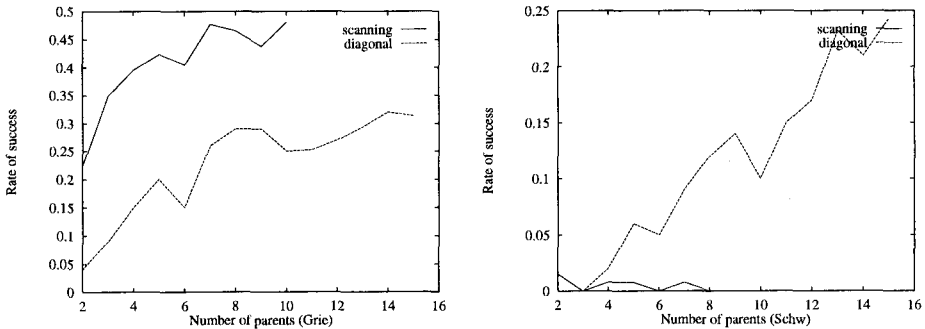 0.5
0.45
0.4
0.35
0.3
0.25
0.2
0.15
0.1
0.05
0
Rate of success
scanning
diagonal
2 4 6 8 10 12 14 16
Number of parents (Grie)
0.25
0.2
0.15
0.1
0.05
0
Rate of success
scanning
diagonal
2 4 6 8 10 12 14 16
Number of parents (Schw)